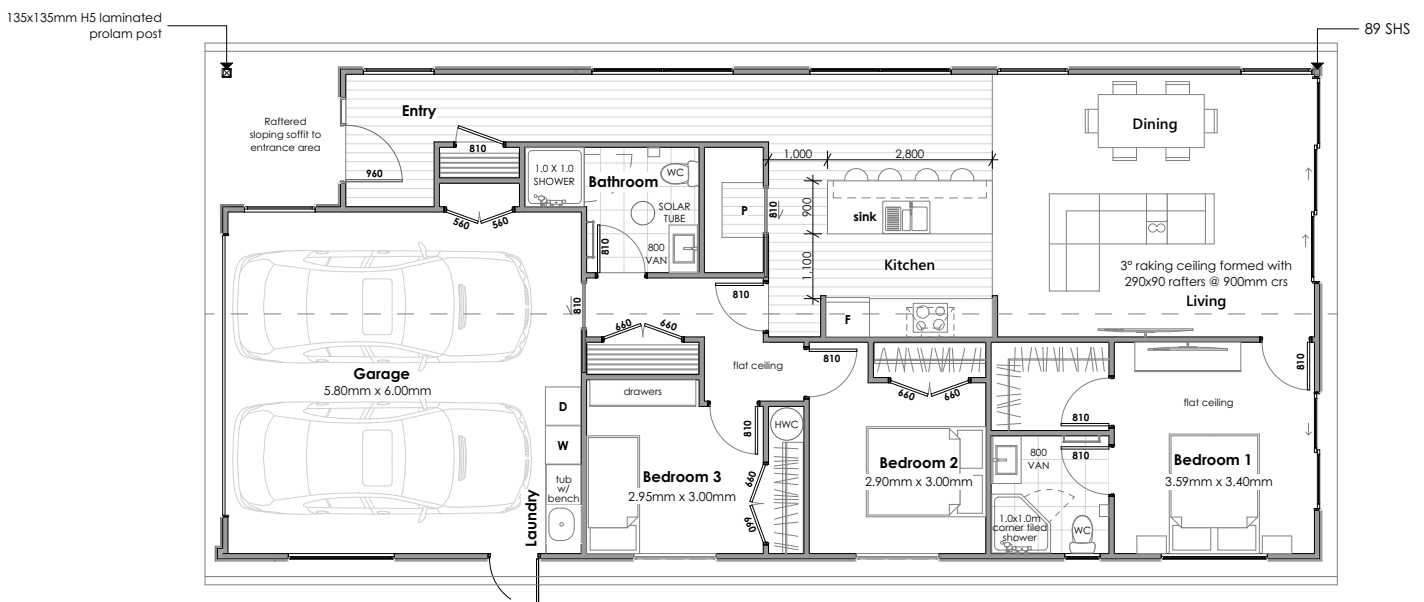 135x135mm H5 laminated
prolam post
89 SHS
Raftered
sloping soffit to
entrance area
Entry
960
810
560
560
1.0 X 1.0
SHOWER
Bathroom
WC
SOLAR
TUBE
800
VAN
810
P
810
1,000
2,800
900
1,100
sink
Kitchen
F
Dining
3° raking ceiling formed with
290x90 rafters @ 900mm crs
Living
810
810
660
660
flat ceiling
810
Garage
5.80mm x 6.00mm
D
W
tub
w/
bench
Laundry
drawers
810
HWC
660
660
Bedroom 3
2.95mm x 3.00mm
660
660
Bedroom 2
2.90mm x 3.00mm
810
810
800
VAN
1.0x1.0m
corner tiled
shower
WC
flat ceiling
810
Bedroom 1
3.59mm x 3.40mm